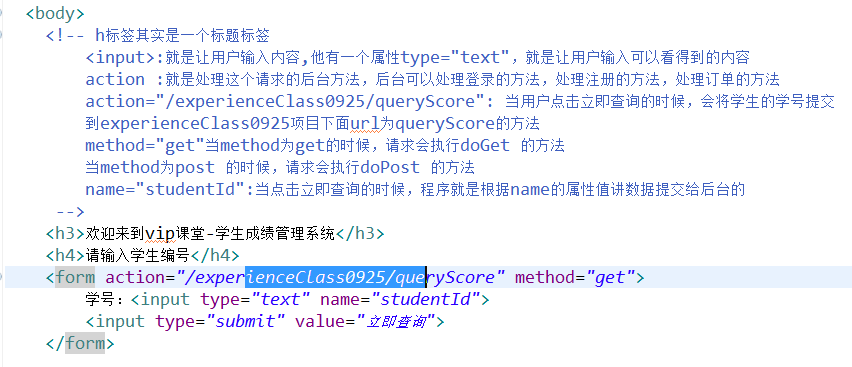 <body>
<!-- h标签其实是一个标题标签
<input>:就是让用户输入内容,他有一个属性type="text"，就是让用户输入可以看得到的内容
action :就是处理这个请求的后台方法，后台可以处理登录的方法，处理注册的方法，处理订单的方法
action="/experienceClass0925/queryScore": 当用户点击立即查询的时候，会将学生的学号提交
到experienceClass0925项目下面url为queryScore的方法
method="get"当method为get的时候，请求会执行doGet 的方法
当method为post 的时候，请求会执行doPost 的方法
name="studentId":当点击立即查询的时候，程序就是根据name的属性值讲数据提交给后台的
-->
<h3>欢迎来到vip课堂-学生成绩管理系统</h3>
<h4>请输入学生编号</h4>
<form action="/experienceClass0925/queryScore" method="get">
学号：<input type="text" name="studentId">
<input type="submit" value="立即查询">
</form>